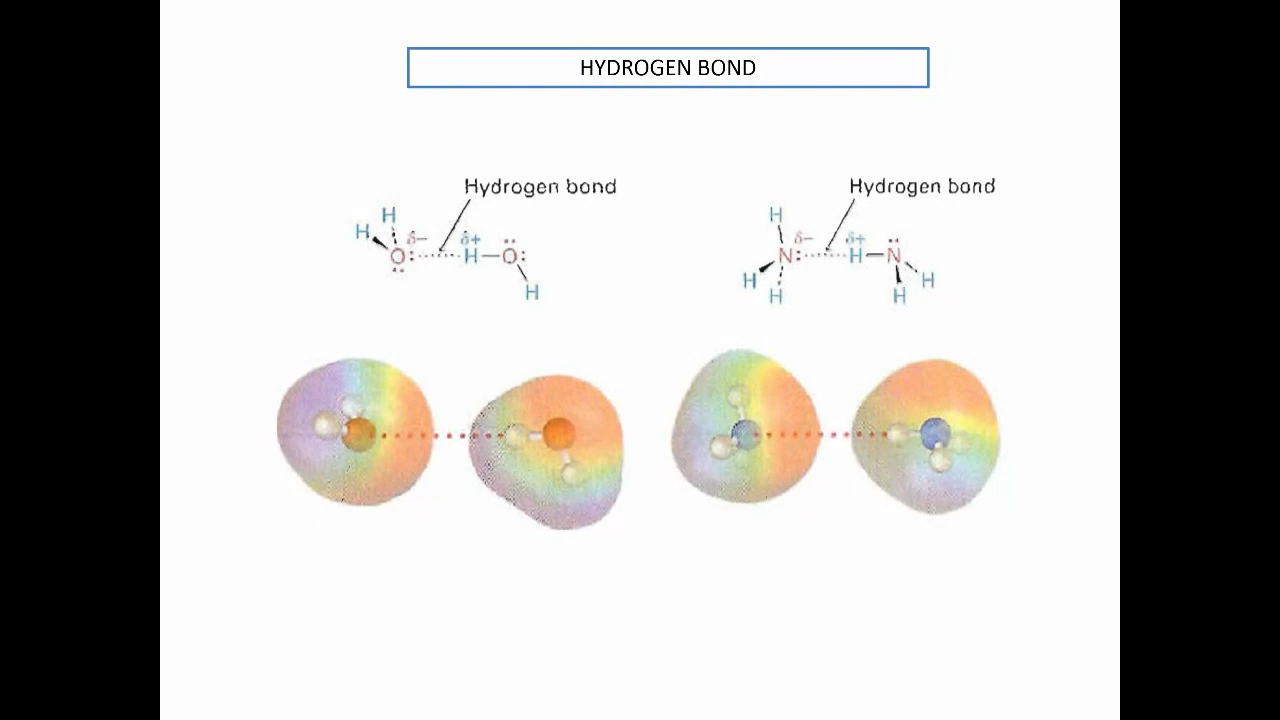 HYDROGEN BOND
Hydrogen bond
H
H
δ−
δ+
O
H
O
H
Hydrogen bond
H
δ−
δ+
N
H
N
H
H
H
H